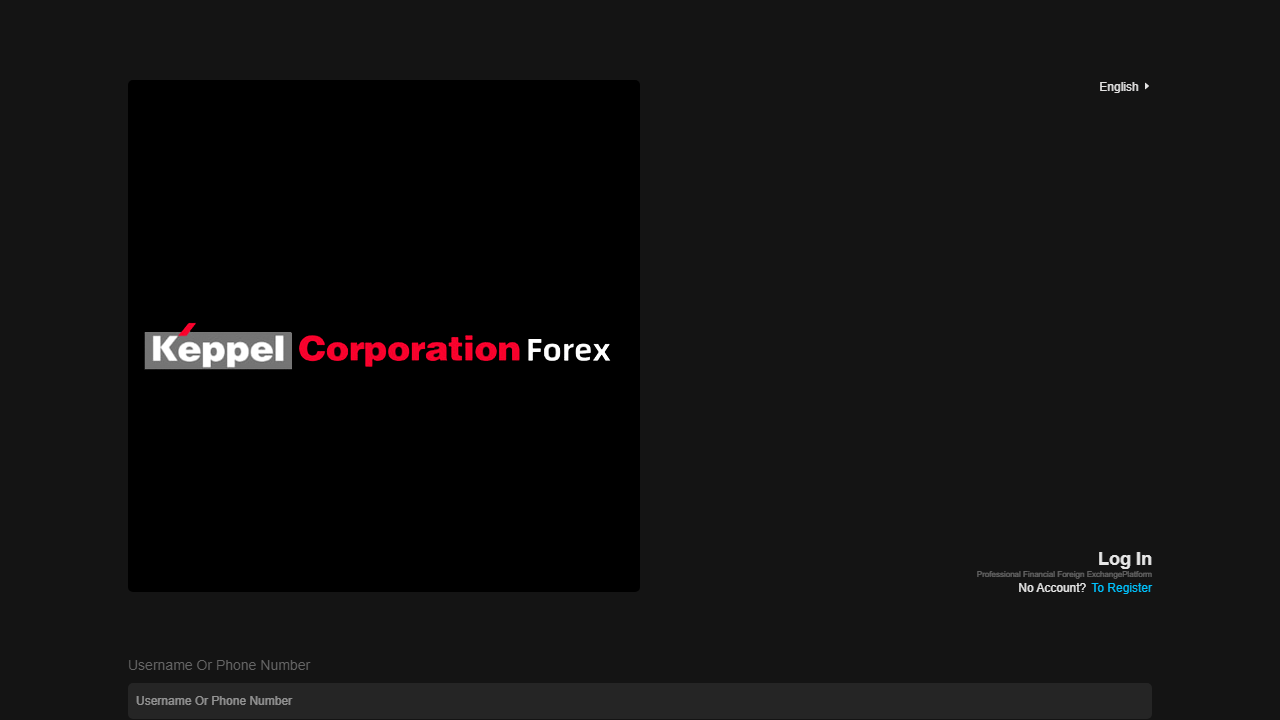 English
Képpel Corporation Forex
Log In
Professional Financial Foreign ExchangePlatform
No Account? To Register
Username Or Phone Number
Username Or Phone Number